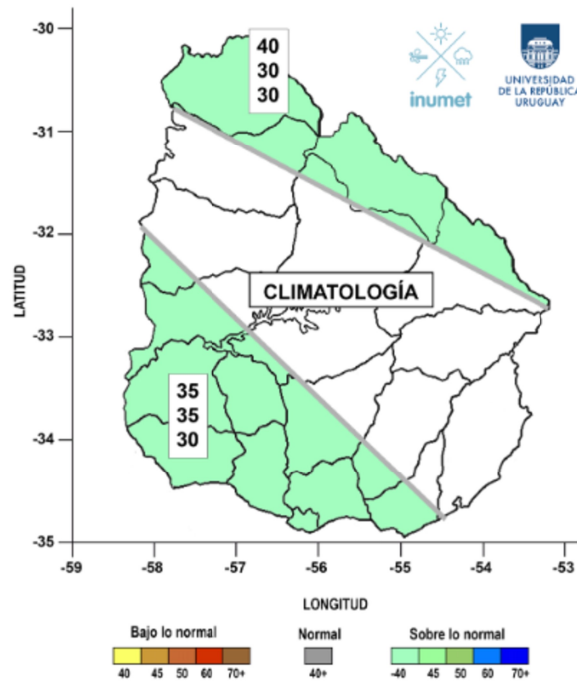 -30
-31
-32
-33
-34
-35
LATITUD
40
30
30
inumet
UNIVERSIDAD
DE LA REPÚBLICA
URUGUAY
CLIMATOLOGÍA
35
35
30
-59 -58 -57 -56 -55 -54 -53
LONGITUD
Bajo lo normal Normal Sobre lo normal
40 45 50 60 70+ 40+ -40 45 50 60 70+